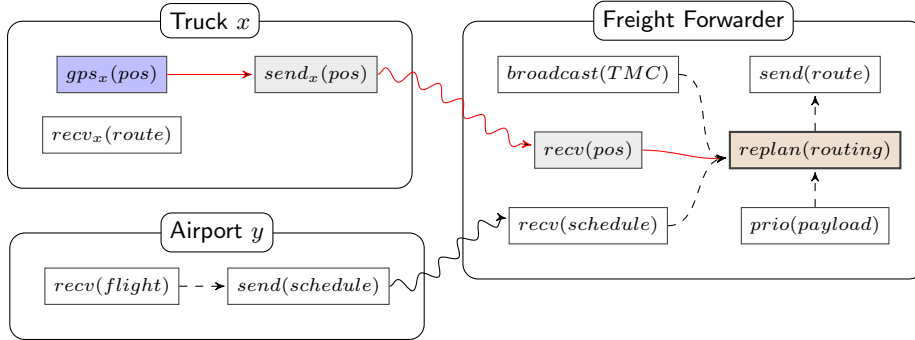 Truck x
Freight Forwarder
gps_x(pos)
send_x(pos)
broadcast(TMC)
send(route)
recv_x(route)
recv(pos)
replan(routing)
Airport y
recv(schedule)
prio(payload)
recv(flight)
send(schedule)